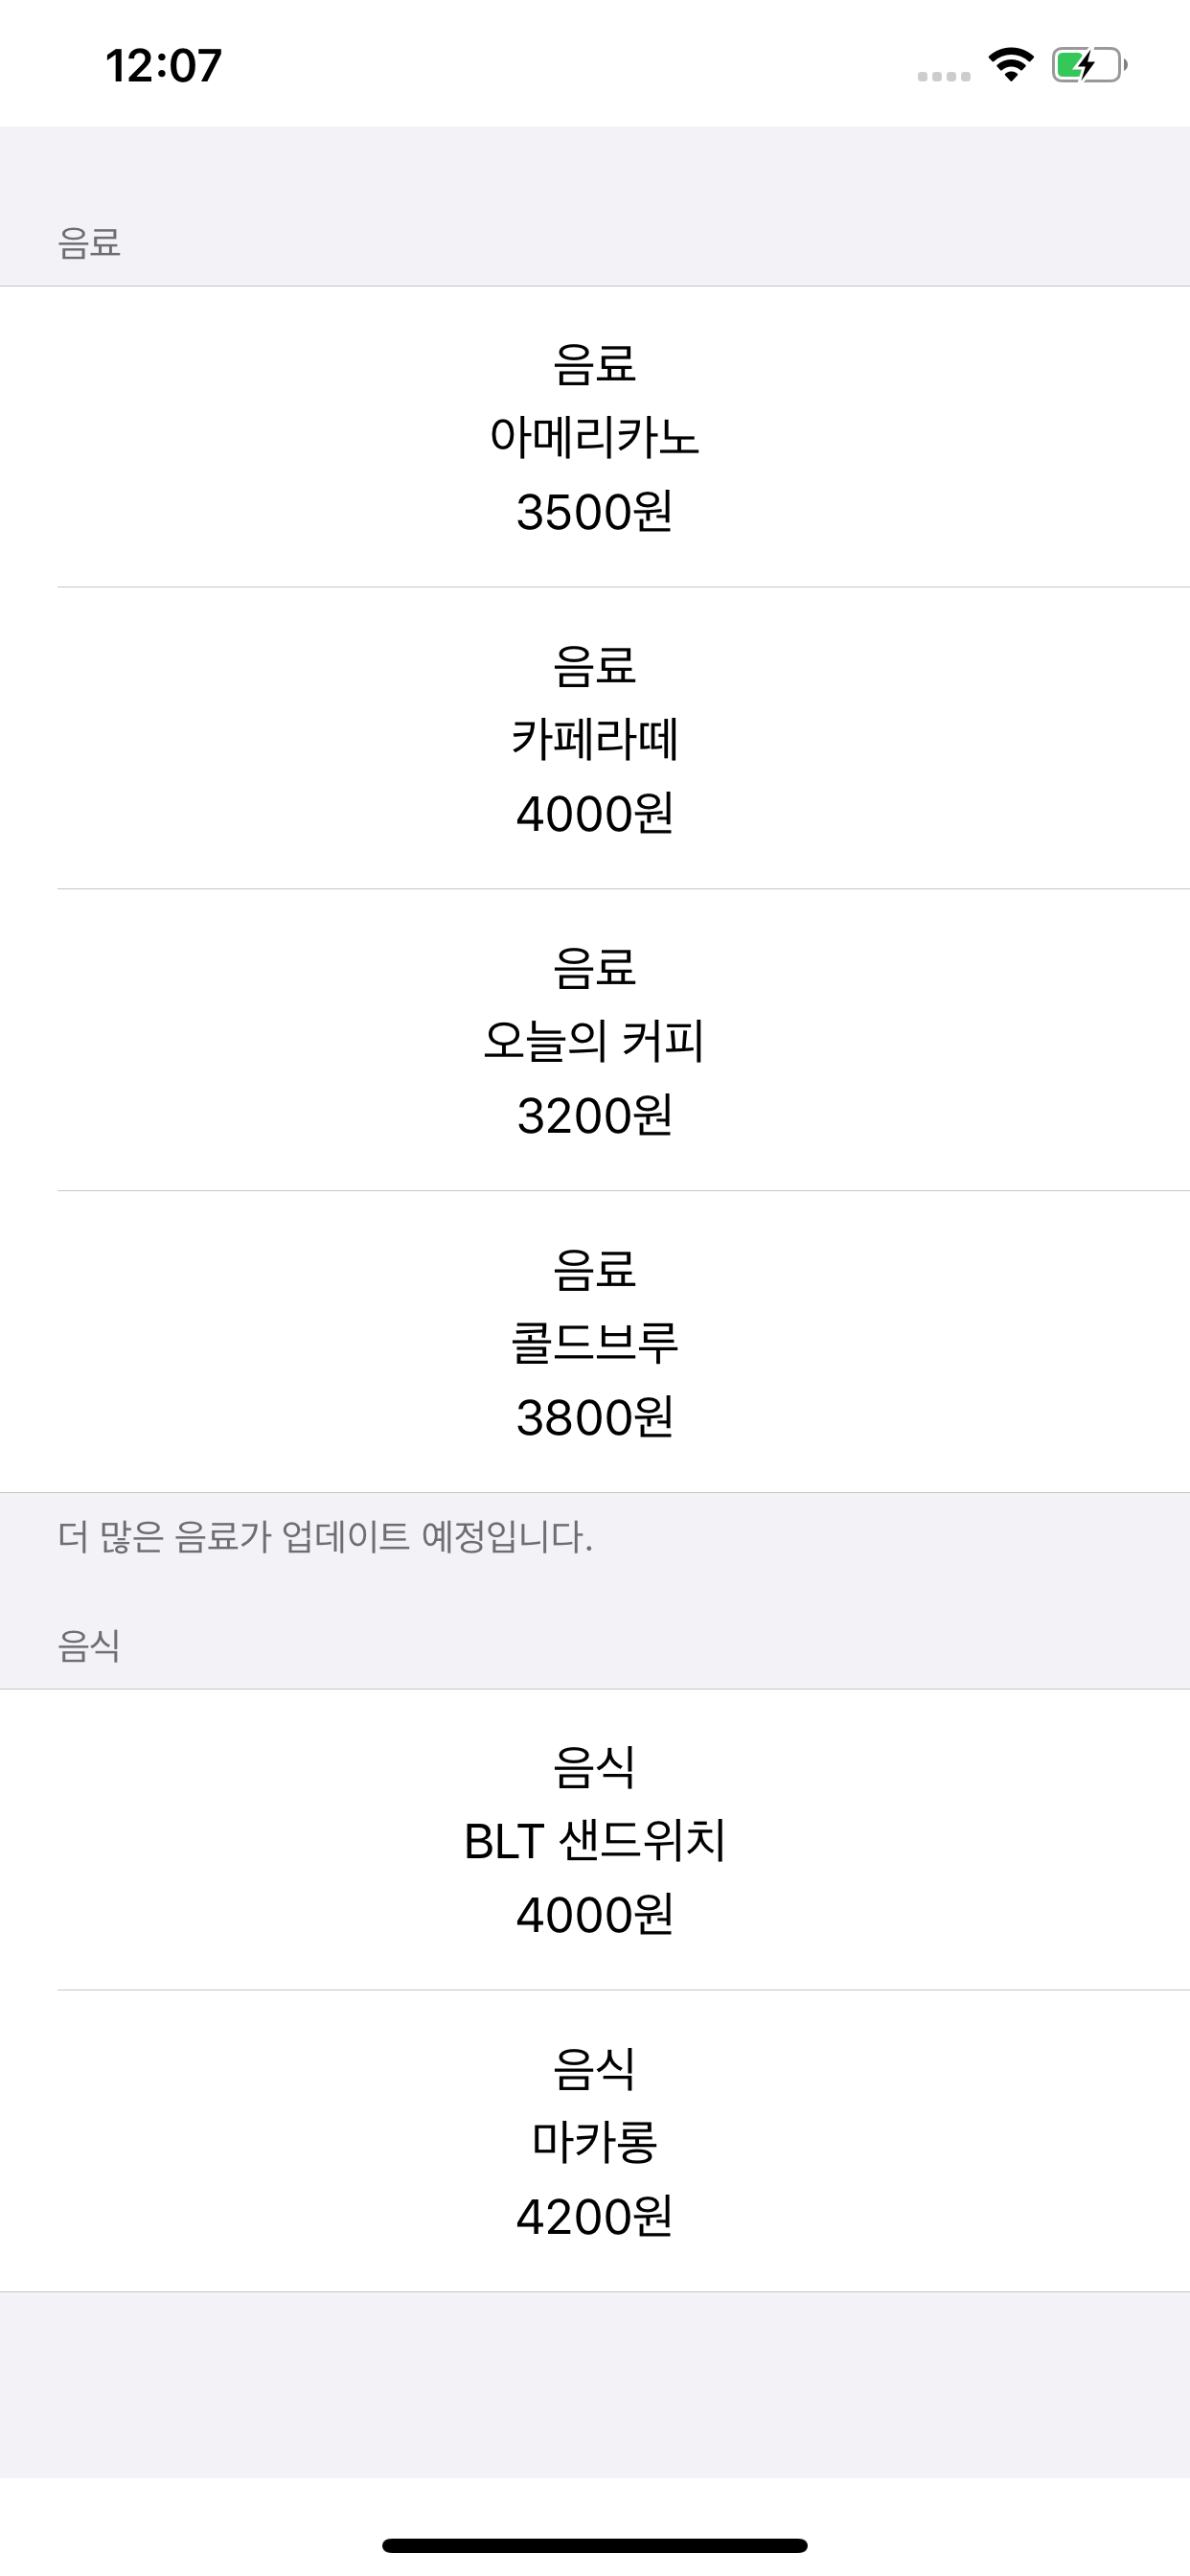 12:07
음료
음료
아메리카노
3500원
음료
카페라떼
4000원
음료
오늘의 커피
3200원
음료
콜드브루
3800원
더 많은 음료가 업데이트 예정입니다.
음식
음식
BLT 샌드위치
4000원
음식
마카롱
4200원